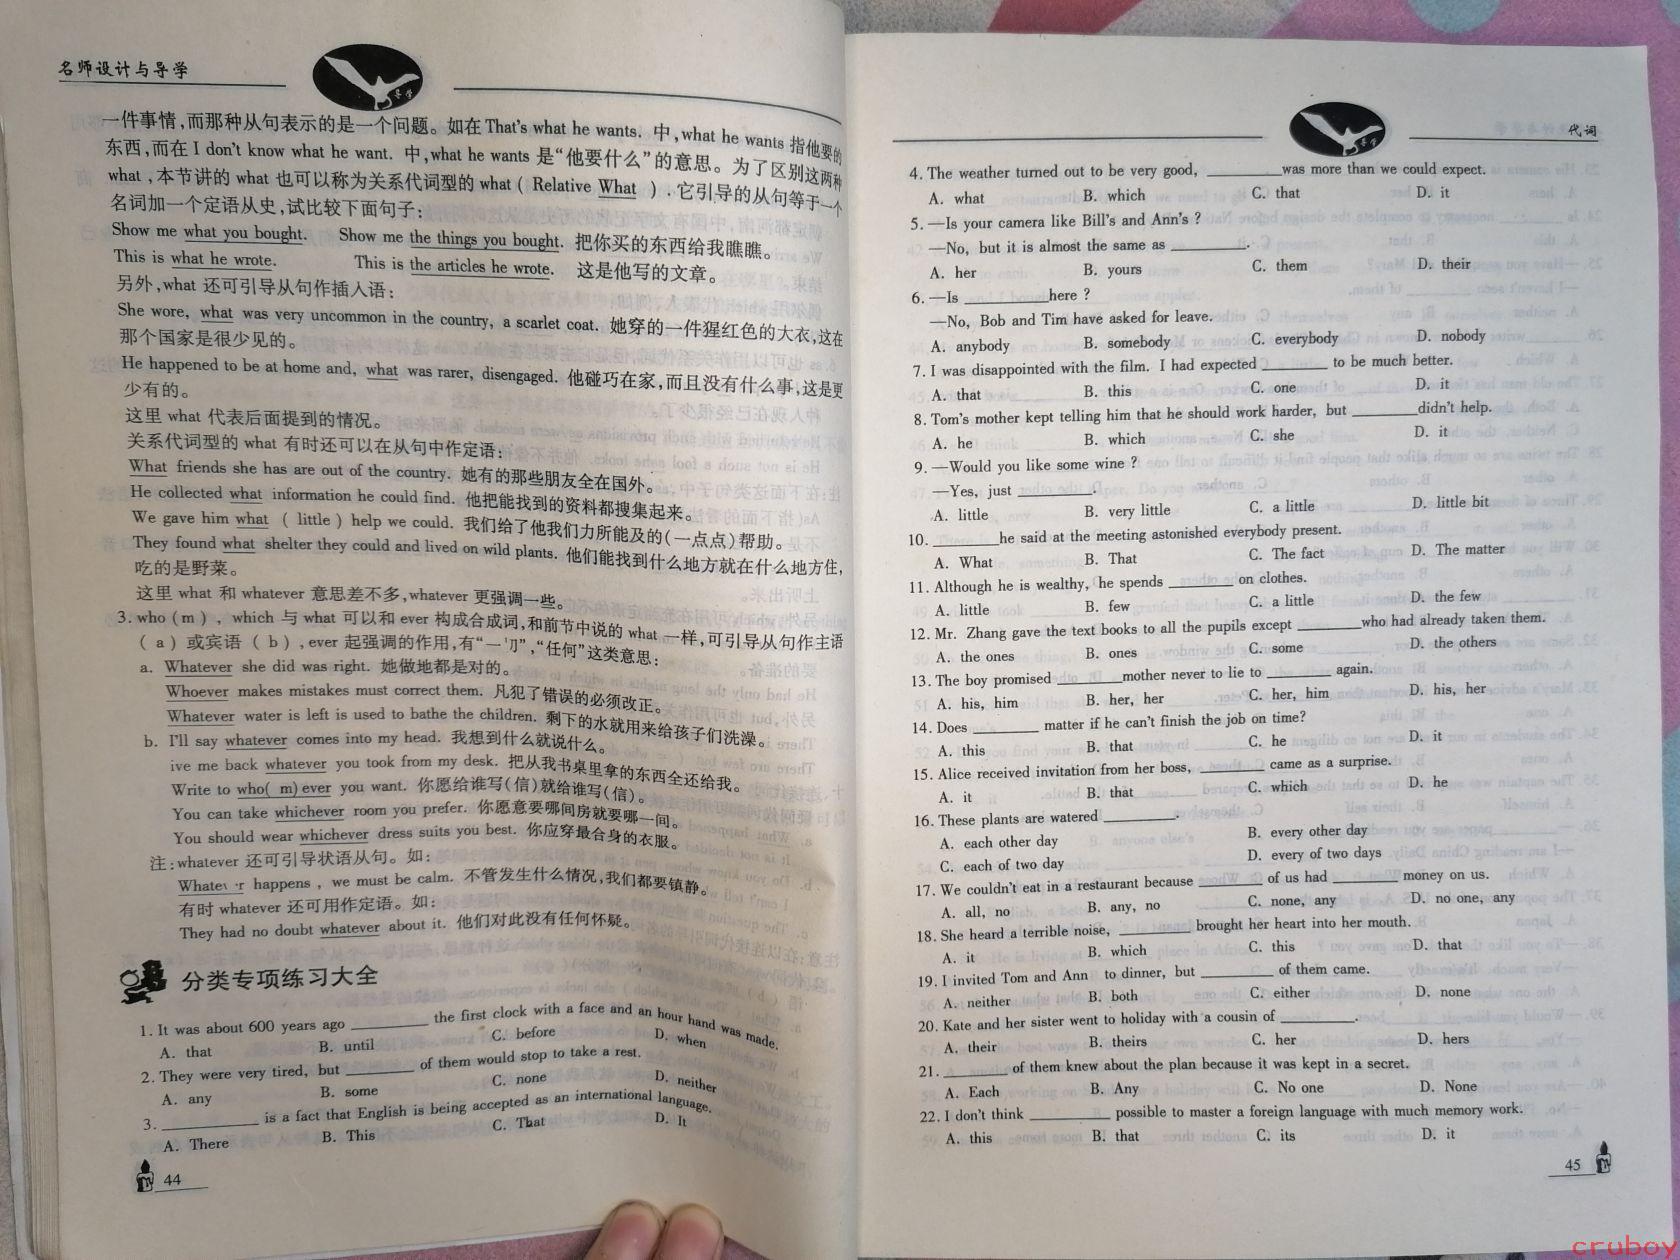 名师设计与导学
导学
一件事情,而那种从句表示的是一个问题。如在 That's what he wants. 中,what he wants 指他要的
东西,而在 I don't know what he want. 中,what he wants 是“他要什么”的意思。为了区别这两种
what,本节讲的 what 也可以称为关系代词型的 what ( Relative What ) .它引导的从句等于一个
名词加一个定语从史,试比较下面句子:
Show me what you bought. Show me the things you bought. 把你买的东西给我瞧瞧。
This is what he wrote. This is the articles he wrote. 这是他写的文章。
另外,what 还可引导从句作插入语:
She wore, what was very uncommon in the country, a scarlet coat. 她穿的一件猩红色的大衣,这在
那个国家是很少见的。
He happened to be at home and, what was rarer, disengaged. 他碰巧在家,而且没有什么事,这是更
少有的。
这里 what 代表后面提到的情况。
关系代词型的 what 有时还可以在从句中作定语:
What friends she has are out of the country. 她有的那些朋友全在国外。
He collected what information he could find. 他把能找到的资料都搜集起来。
We gave him what ( little ) help we could. 我们给了他我们力所能及的(一点点)帮助。
They found what shelter they could and lived on wild plants. 他们能找到什么地方就在什么地方住,
吃的是野菜。
这里 what 和 whatever 意思差不多,whatever 更强调一些。
3. who ( m ) , which 与 what 可以和 ever 构成合成词,和前节中说的 what 一样,可引导从句作主语
( a ) 或宾语 ( b ) , ever 起强调的作用,有“一切”,“任何”这类意思:
a. Whatever she did was right. 她做地都是对的。
Whoever makes mistakes must correct them. 凡犯了错误的必须改正。
Whatever water is left is used to bathe the children. 剩下的水就用来给孩子们洗澡。
b. I'll say whatever comes into my head. 我想到什么就说什么。
ive me back whatever you took from my desk. 把从我书桌里拿的东西全还给我。
Write to who( m) ever you want. 你愿给谁写(信)就给谁写(信)。
You can take whichever room you prefer. 你愿意要哪间房就要哪一间。
You should wear whichever dress suits you best. 你应穿最合身的衣服。
注:whatever 还可引导状语从句。如:
Whatev r happens , we must be calm. 不管发生什么情况,我们都要镇静。
有时 whatever 还可用作定语。如:
They had no doubt whatever about it. 他们对此没有任何怀疑。
分类专项练习大全
1. It was about 600 years ago ________ the first clock with a face and an hour hand was made.
A. that B. until C. before D. when
2. They were very tired, but ________ of them would stop to take a rest.
A. any B. some C. none D. neither
3. ________ is a fact that English is being accepted as an international language.
A. There B. This C. That D. It
44
导学
代词
4. The weather turned out to be very good, ________was more than we could expect.
A. what B. which C. that D. it
5. —Is your camera like Bill's and Ann's ?
—No, but it is almost the same as ________.
A. her B. yours C. them D. their
6. —Is ________here ?
—No, Bob and Tim have asked for leave.
A. anybody B. somebody C. everybody D. nobody
7. I was disappointed with the film. I had expected ________ to be much better.
A. that B. this C. one D. it
8. Tom's mother kept telling him that he should work harder, but ________didn't help.
A. he B. which C. she D. it
9. —Would you like some wine ?
—Yes, just ________.
A. little B. very little C. a little D. little bit
10. ________he said at the meeting astonished everybody present.
A. What B. That C. The fact D. The matter
11. Although he is wealthy, he spends ________ on clothes.
A. little B. few C. a little D. the few
12. Mr. Zhang gave the text books to all the pupils except ________who had already taken them.
A. the ones B. ones C. some D. the others
13. The boy promised ________mother never to lie to ________ again.
A. his, him B. her, her C. her, him D. his, her
14. Does ________ matter if he can't finish the job on time?
A. this B. that C. he D. it
15. Alice received invitation from her boss, ________ came as a surprise.
A. it B. that C. which D. he
16. These plants are watered ________.
A. each other day B. every other day
C. each of two day D. every of two days
17. We couldn't eat in a restaurant because ________ of us had ________ money on us.
A. all, no B. any, no C. none, any D. no one, any
18. She heard a terrible noise, ________ brought her heart into her mouth.
A. it B. which C. this D. that
19. I invited Tom and Ann to dinner, but ________ of them came.
A. neither B. both C. either D. none
20. Kate and her sister went to holiday with a cousin of ________.
A. their B. theirs C. her D. hers
21. ________ of them knew about the plan because it was kept in a secret.
A. Each B. Any C. No one D. None
22. I don't think ________ possible to master a foreign language with much memory work.
A. this B. that C. its D. it
45
cruboy